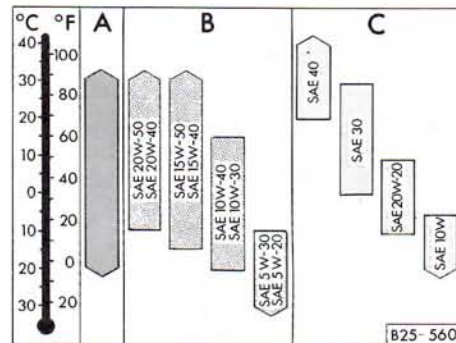 °C °F A B C
40
30
20
10
0
10
20
30
100
80
60
40
20
0
20
SAE 20W-50
SAE 20W-40
SAE 15W-50
SAE 15W-40
SAE 10W-40
SAE 10W-30
SAE 5W-30
SAE 5W-20
SAE 40
SAE 30
SAE 20W-20
SAE 10W
B25-560